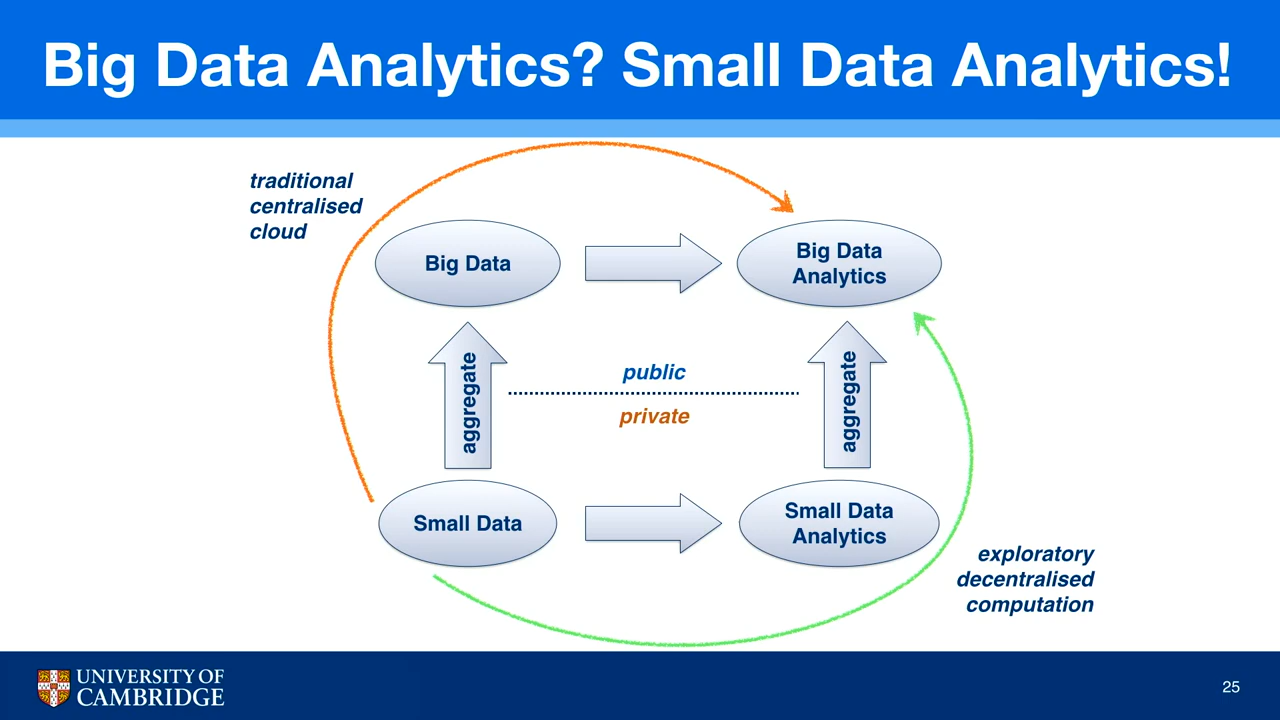 Big Data Analytics? Small Data Analytics!
traditional
centralised
cloud
Big Data
Big Data
Analytics
aggregate
public
private
aggregate
Small Data
Small Data
Analytics
exploratory
decentralised
computation
UNIVERSITY OF
CAMBRIDGE
25